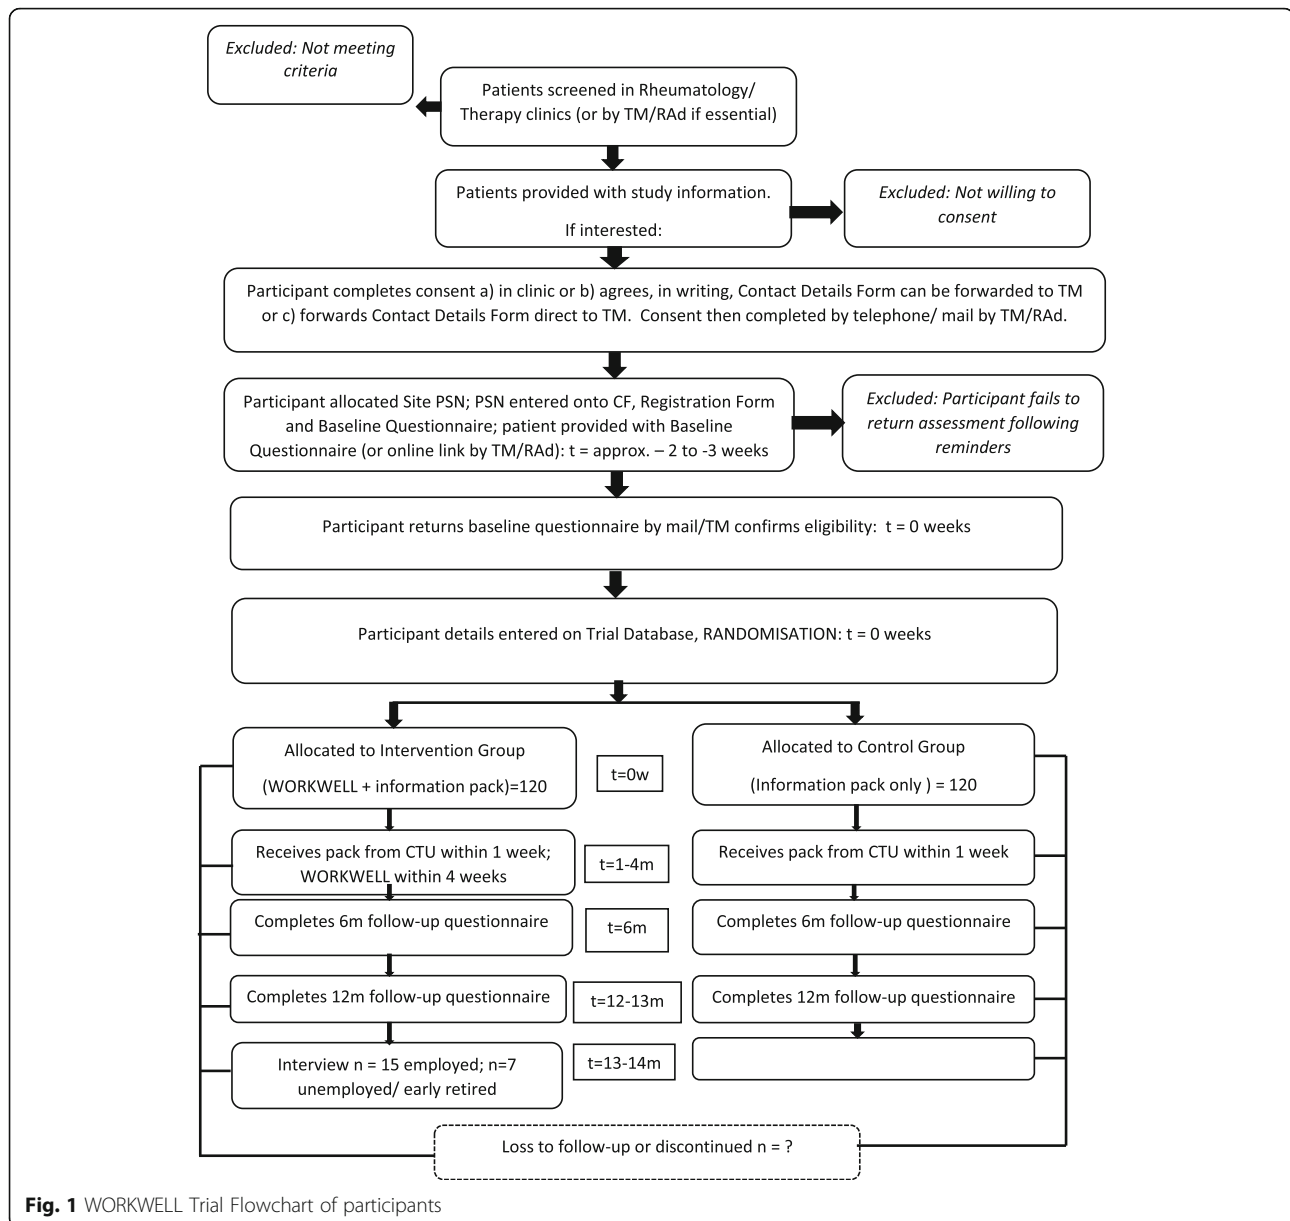 Excluded: Not meeting
criteria
Patients screened in Rheumatology/
Therapy clinics (or by TM/RAd if essential)
Patients provided with study information.
If interested:
Excluded: Not willing to
consent
Participant completes consent a) in clinic or b) agrees, in writing, Contact Details Form can be forwarded to TM
or c) forwards Contact Details Form direct to TM.  Consent then completed by telephone/ mail by TM/RAd.
Participant allocated Site PSN; PSN entered onto CF, Registration Form
and Baseline Questionnaire; patient provided with Baseline
Questionnaire (or online link by TM/RAd): t = approx. – 2 to -3 weeks
Excluded: Participant fails to
return assessment following
reminders
Participant returns baseline questionnaire by mail/TM confirms eligibility:  t = 0 weeks
Participant details entered on Trial Database, RANDOMISATION: t = 0 weeks
Allocated to Intervention Group
(WORKWELL + information pack)=120
t=0w
Allocated to Control Group
(Information pack only ) = 120
Receives pack from CTU within 1 week;
WORKWELL within 4 weeks
t=1-4m
Receives pack from CTU within 1 week
Completes 6m follow-up questionnaire
t=6m
Completes 6m follow-up questionnaire
Completes 12m follow-up questionnaire
t=12-13m
Completes 12m follow-up questionnaire
Interview n = 15 employed; n=7
unemployed/ early retired
t=13-14m
Loss to follow-up or discontinued n = ?
Fig. 1 WORKWELL Trial Flowchart of participants